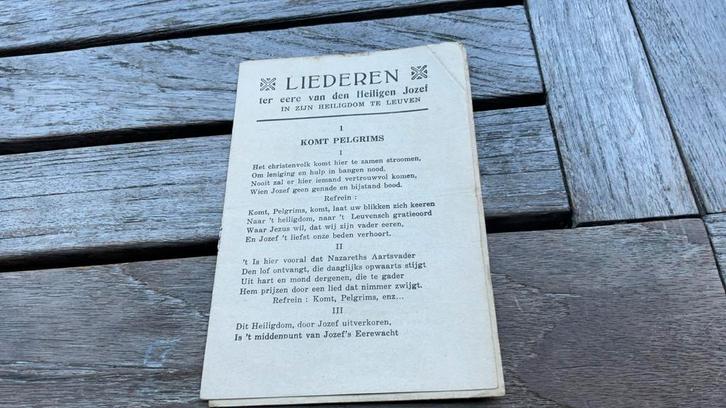 LIEDEREN
ter eere van den Heiligen Jozef
IN ZIJN HEILIGDOM TE LEUVEN
1
KOMT PELGRIMS
I
Het christenvolk komt hier te zamen stroomen,
Om leniging en hulp in bangen nood.
Nooit zal er hier iemand vertrouwvol komen,
Wien Jozef geen genade en bijstand bood.
Refrein :
Komt, Pelgrims, komt, laat uw blikken zich keeren
Naar 't heiligdom, naar 't Leuvensch gratieoord
Waar Jezus wil, dat wij zijn vader eeren,
En Jozef 't liefst onze beden verhoort.
II
't Is hier vooral dat Nazareths Aartsvader
Den lof ontvangt, die daaglijks opwaarts stijgt
Uit hart en mond dergenen, die te gader
Hem prijzen door een lied dat nimmer zwijgt.
Refrein : Komt, Pelgrims, enz...
III
Dit Heiligdom, door Jozef uitverkoren,
Is 't middenpunt van Jozef's Eerewacht